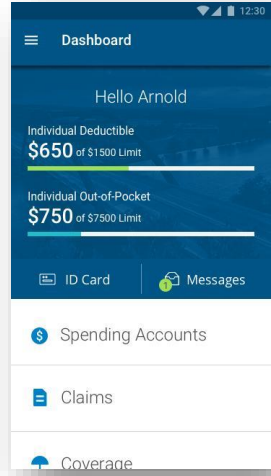 12:30
Dashboard
Hello Arnold
Individual Deductible
$650 of $1500 Limit
Individual Out-of-Pocket
$750 of $7500 Limit
ID Card
1
Messages
$ Spending Accounts
Claims
Coverage